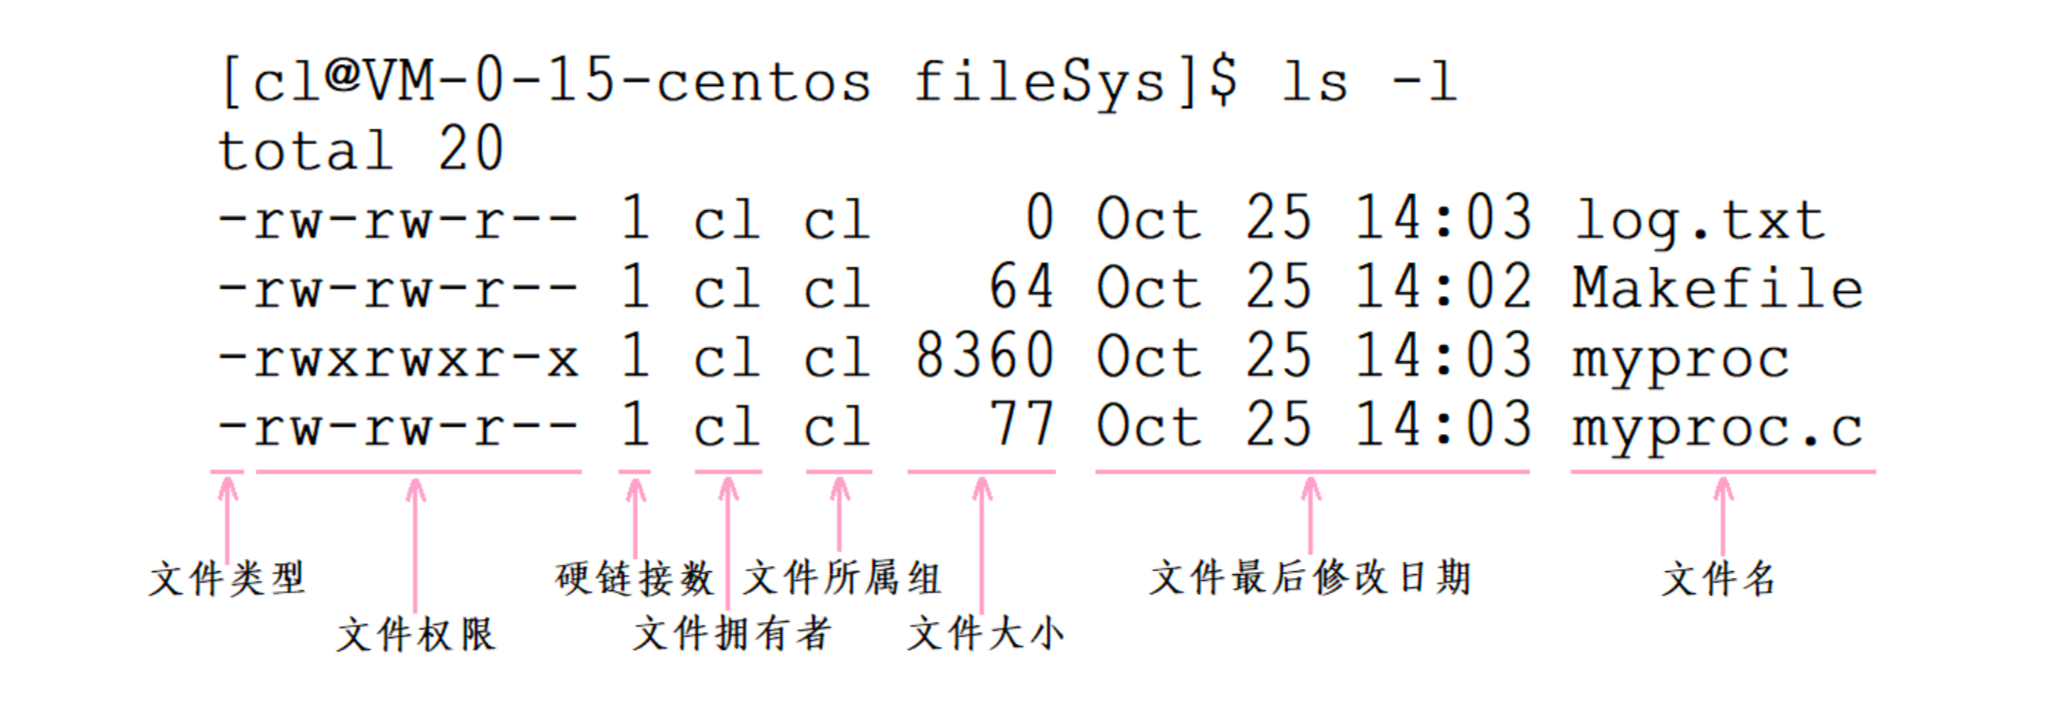 [cl@VM-0-15-centos fileSys]$ ls -l
total 20
-rw-rw-r-- 1 cl cl    0 Oct 25 14:03 log.txt
-rw-rw-r-- 1 cl cl   64 Oct 25 14:02 Makefile
-rwxrwxr-x 1 cl cl 8360 Oct 25 14:03 myproc
-rw-rw-r-- 1 cl cl   77 Oct 25 14:03 myproc.c
文件类型 硬链接数 文件所属组 文件最后修改日期 文件名
文件权限 文件拥有者 文件大小